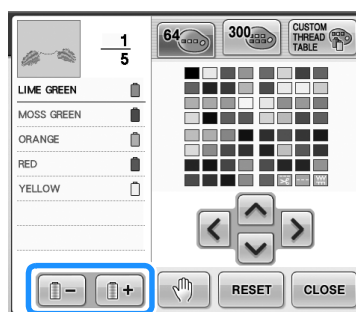 1
5
64
300
CUSTOM
THREAD
TABLE
LIME GREEN
MOSS GREEN
ORANGE
RED
YELLOW
−
+
RESET
CLOSE